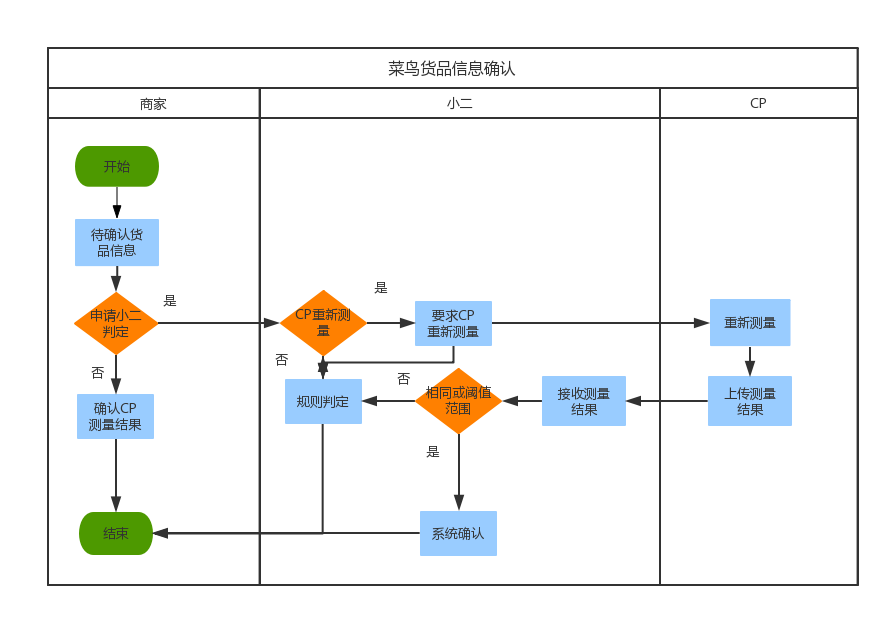 菜鸟货品信息确认
商家
小二
CP
开始
待确认货
品信息
申请小二
判定
是
否
确认CP
测量结果
结束
CP重新测
量
是
否
要求CP
重新测量
规则判定
否
相同或阈值
范围
是
系统确认
接收测量
结果
重新测量
上传测量
结果